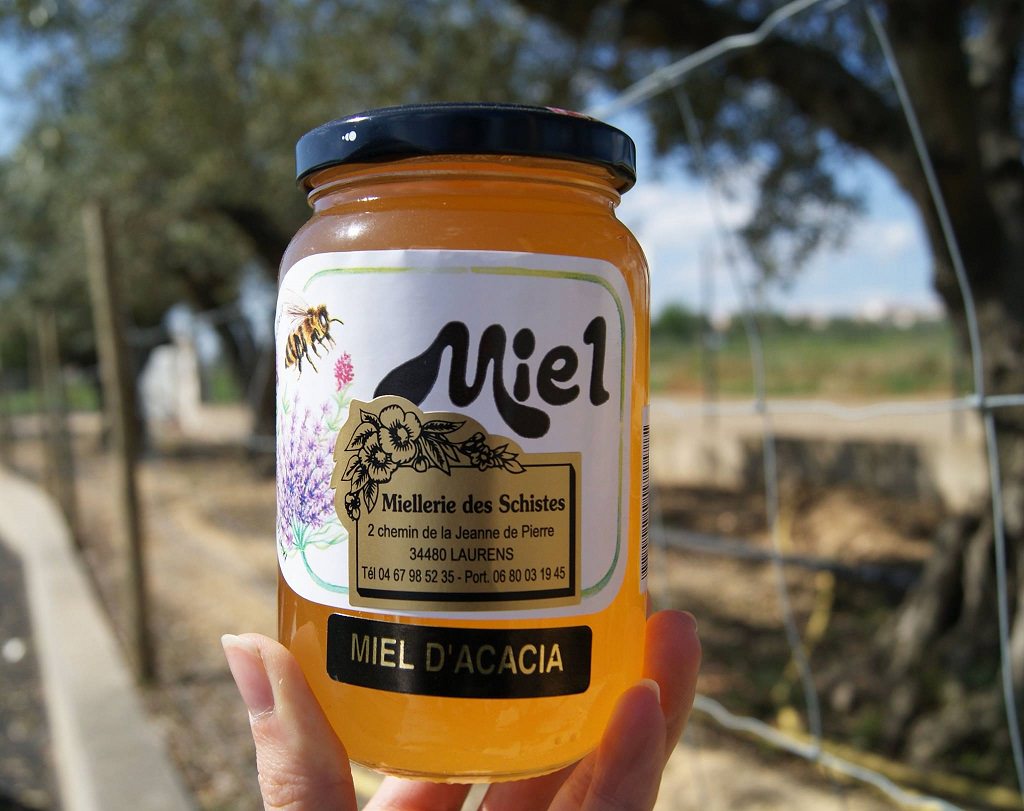 Miel
Miellerie des Schistes
2 chemin de la Jeanne de Pierre
34480 LAURENS
Tél 04 67 98 52 35 - Port. 06 80 03 19 45
MIEL D'ACACIA